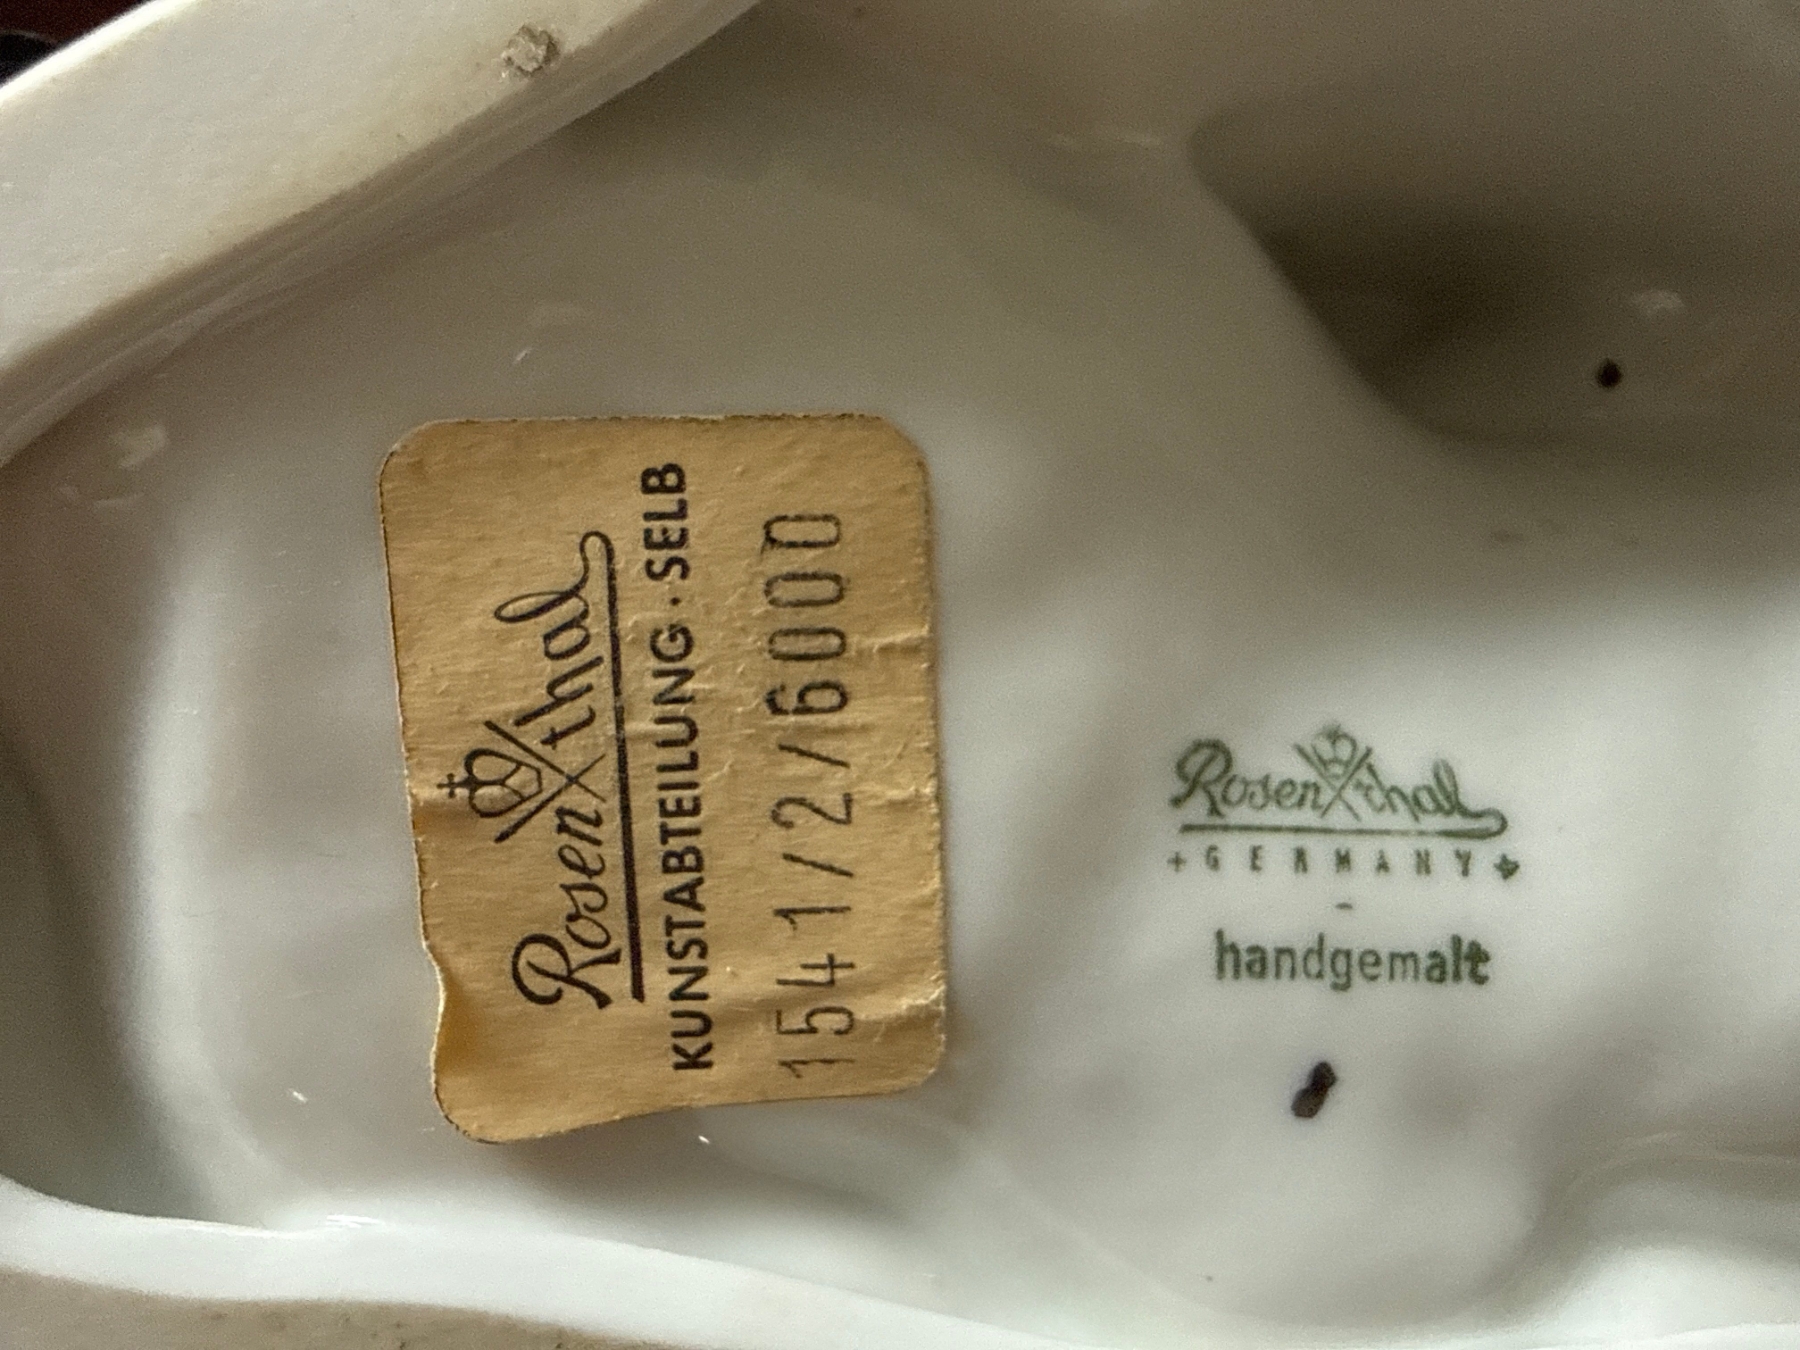 Rosenthal
KUNSTABTEILUNG · SELB
1541/2/6000
Rosenthal
+ GERMANY +
handgemalt